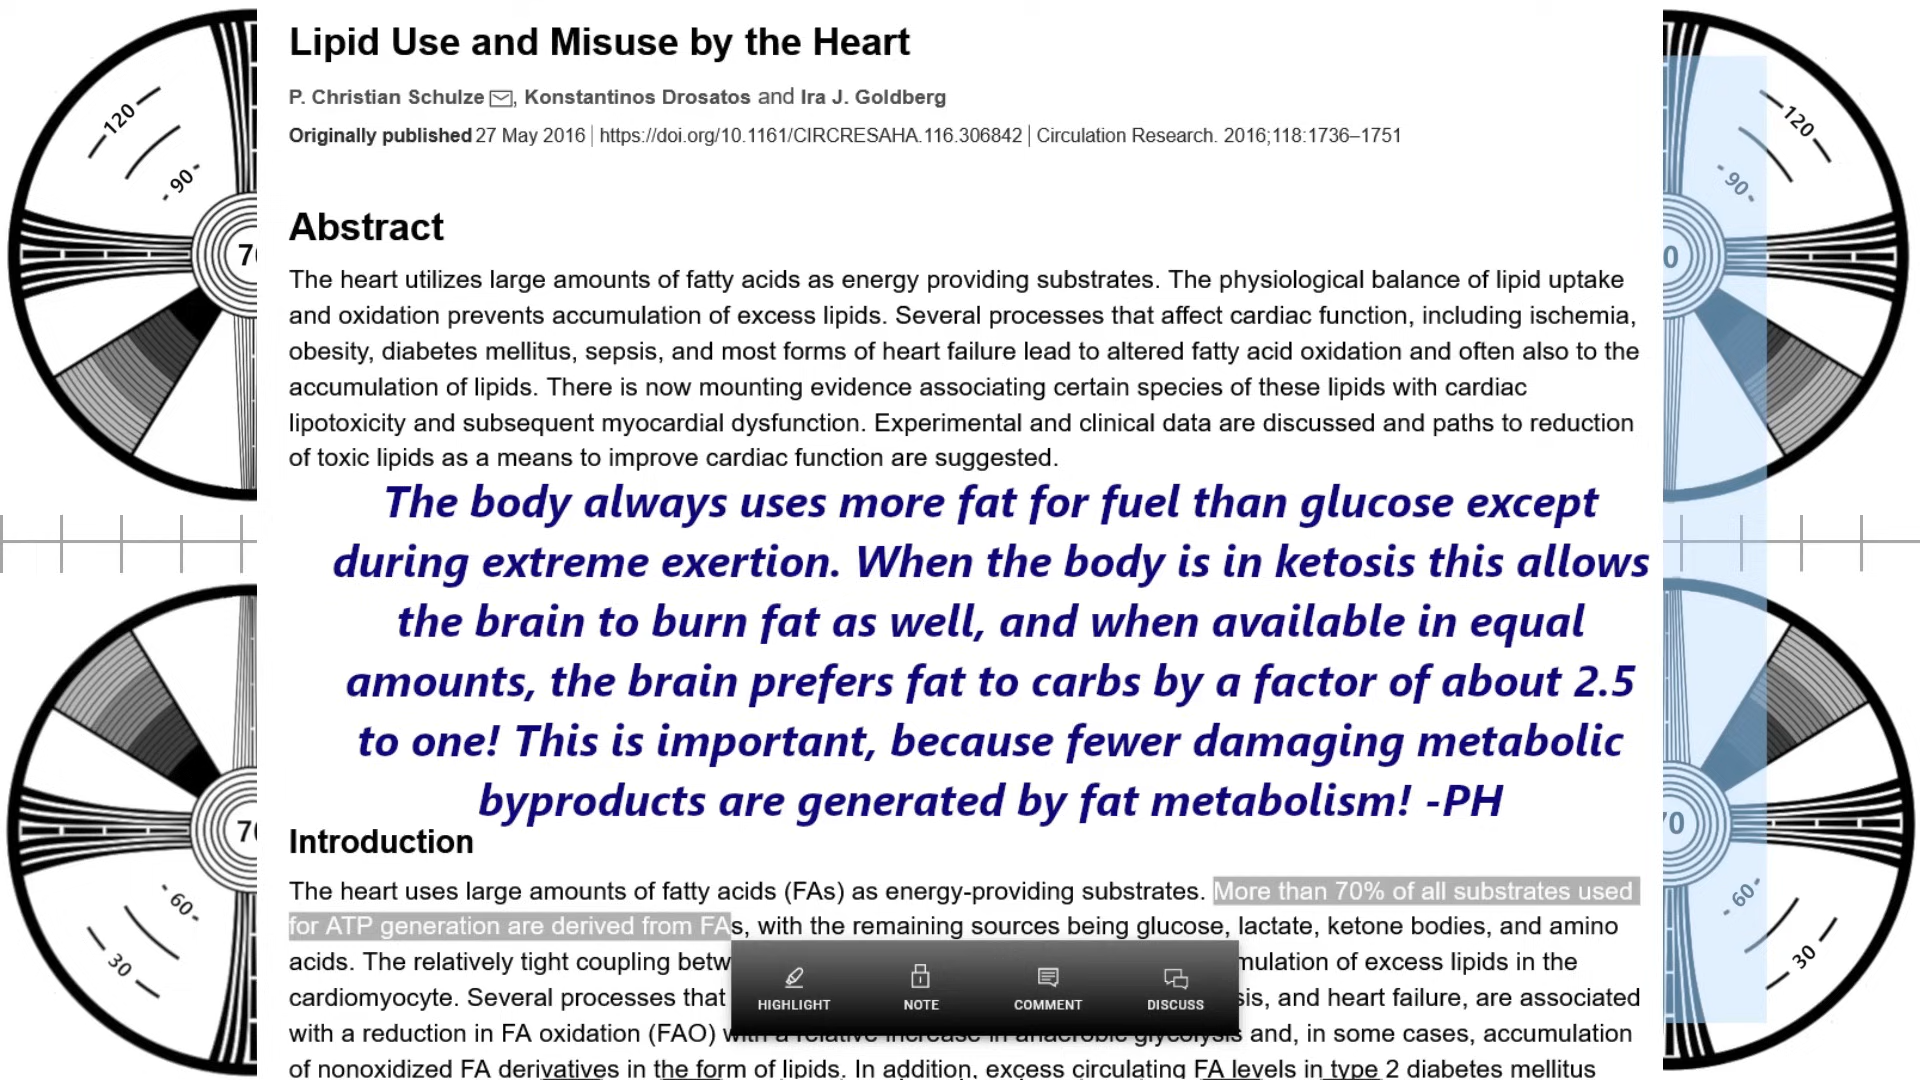 Lipid Use and Misuse by the Heart
P. Christian Schulze, Konstantinos Drosatos and Ira J. Goldberg
Originally published 27 May 2016 | https://doi.org/10.1161/CIRCRESAHA.116.306842 | Circulation Research. 2016;118:1736–1751
Abstract
The heart utilizes large amounts of fatty acids as energy providing substrates. The physiological balance of lipid uptake
and oxidation prevents accumulation of excess lipids. Several processes that affect cardiac function, including ischemia,
obesity, diabetes mellitus, sepsis, and most forms of heart failure lead to altered fatty acid oxidation and often also to the
accumulation of lipids. There is now mounting evidence associating certain species of these lipids with cardiac
lipotoxicity and subsequent myocardial dysfunction. Experimental and clinical data are discussed and paths to reduction
of toxic lipids as a means to improve cardiac function are suggested.
The body always uses more fat for fuel than glucose except
during extreme exertion. When the body is in ketosis this allows
the brain to burn fat as well, and when available in equal
amounts, the brain prefers fat to carbs by a factor of about 2.5
to one! This is important, because fewer damaging metabolic
byproducts are generated by fat metabolism! -PH
Introduction
The heart uses large amounts of fatty acids (FAs) as energy-providing substrates. More than 70% of all substrates used
for ATP generation are derived from FAs, with the remaining sources being glucose, lactate, ketone bodies, and amino
acids. The relatively tight coupling betw mulation of excess lipids in the
cardiomyocyte. Several processes that sis, and heart failure, are associated
with a reduction in FA oxidation (FAO) with a relative increase in anaerobic glycolysis and, in some cases, accumulation
of nonoxidized FA derivatives in the form of lipids. In addition, excess circulating FA levels in type 2 diabetes mellitus
HIGHLIGHT NOTE COMMENT DISCUSS
120
- 90 -
70
120
- 90 -
70
70
- 60 -
30
70
- 60 -
30